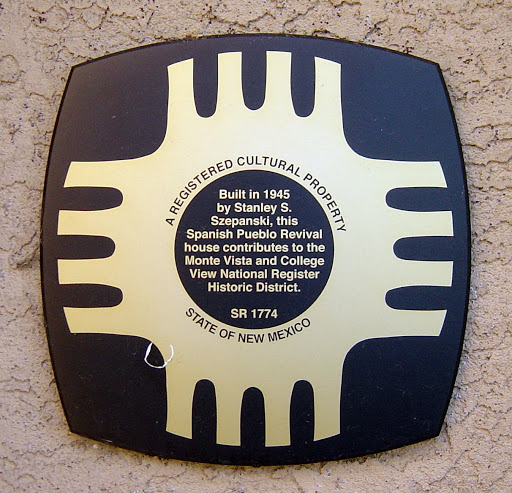 A REGISTERED CULTURAL PROPERTY
Built in 1945
by Stanley S.
Szepanski, this
Spanish Pueblo Revival
house contributes to the
Monte Vista and College
View National Register
Historic District.
SR 1774
STATE OF NEW MEXICO